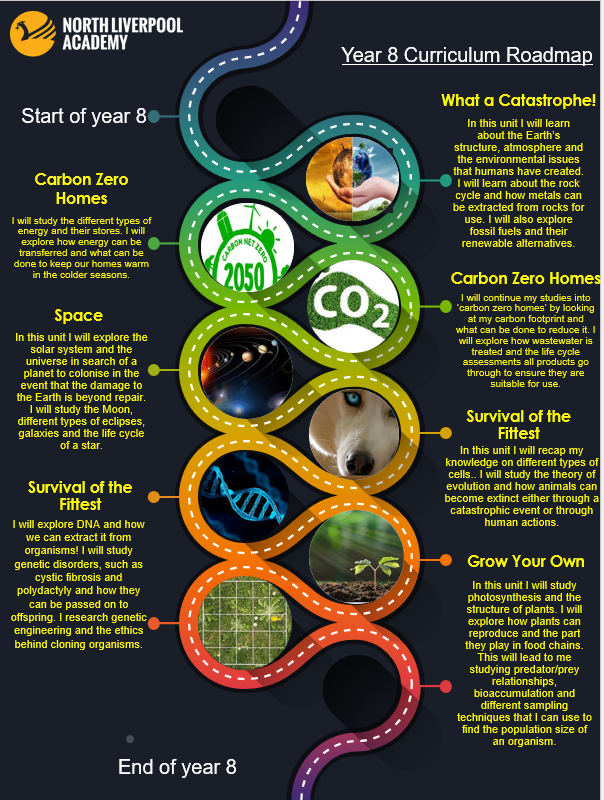 NORTH LIVERPOOL
ACADEMY
Year 8 Curriculum Roadmap
Start of year 8
What a Catastrophe!
In this unit I will learn
about the Earth's
structure, atmosphere and
the environmental issues
that humans have created.
I will learn about the rock
cycle and how metals can
be extracted from rocks for
use. I will also explore
fossil fuels and their
renewable alternatives.
Carbon Zero
Homes
I will study the different types of
energy and their stores. I will
explore how energy can be
transferred and what can be
done to keep our homes warm
in the colder seasons.
CARBON NET ZERO
2050
Carbon Zero Homes
I will continue my studies into
'carbon zero homes' by looking
at my carbon footprint and
what can be done to reduce it. I
will explore how wastewater is
treated and the life cycle
assessments all products go
through to ensure they are
suitable for use.
CO2
Space
In this unit I will explore the
solar system and the
universe in search of a
planet to colonise in the
event that the damage to
the Earth is beyond repair.
I will study the Moon,
different types of eclipses,
galaxies and the life cycle
of a star.
Survival of the
Fittest
In this unit I will recap my
knowledge on different types of
cells.. I will study the theory of
evolution and how animals can
become extinct either through a
catastrophic event or through
human actions.
Survival of the
Fittest
I will explore DNA and how
we can extract it from
organisms! I will study
genetic disorders, such as
cystic fibrosis and
polydactyly and how they
can be passed on to
offspring. I research genetic
engineering and the ethics
behind cloning organisms.
Grow Your Own
In this unit I will study
photosynthesis and the
structure of plants. I will
explore how plants can
reproduce and the part
they play in food chains.
This will lead to me
studying predator/prey
relationships,
bioaccumulation and
different sampling
techniques that I can use to
find the population size of
an organism.
End of year 8